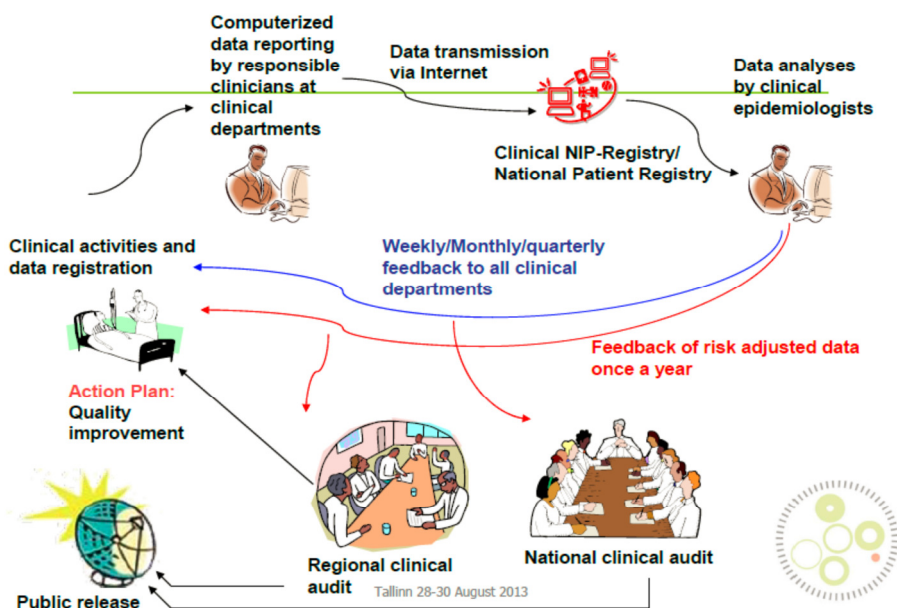 Computerized
data reporting
by responsible
clinicians at
clinical
departments
Data transmission
via Internet
Data analyses
by clinical
epidemiologists
Clinical NIP-Registry/
National Patient Registry
Clinical activities and
data registration
Weekly/Monthly/quarterly
feedback to all clinical
departments
Feedback of risk adjusted data
once a year
Action Plan:
Quality
improvement
Regional clinical
audit
National clinical audit
Public release
Tallinn 28-30 August 2013